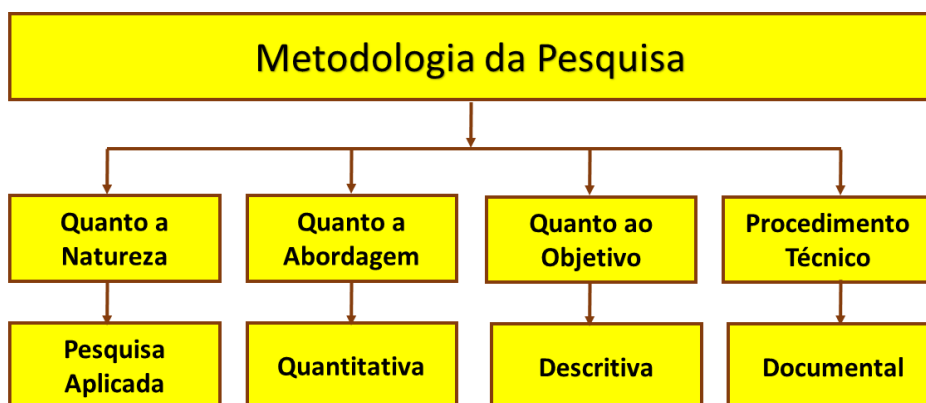 Metodologia da Pesquisa
Quanto a
Natureza
Quanto a
Abordagem
Quanto ao
Objetivo
Procedimento
Técnico
Pesquisa
Aplicada
Quantitativa
Descritiva
Documental